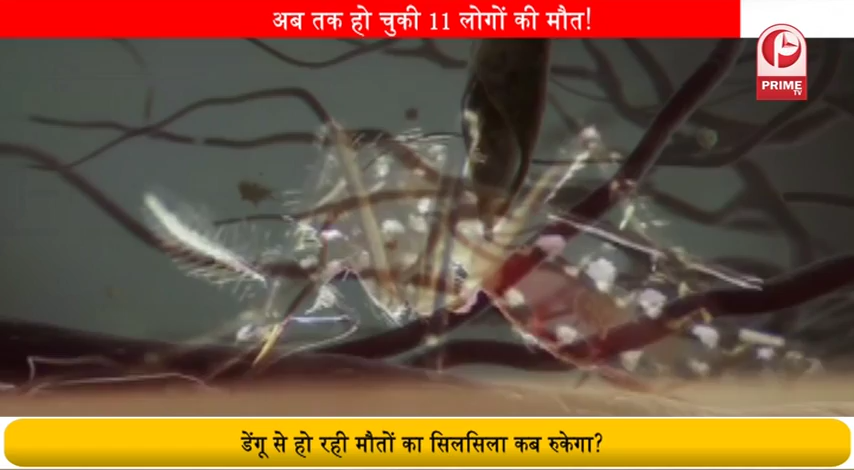 अब तक हो चुकी 11 लोगों की मौत!
PRIME
TV
डेंगू से हो रही मौतों का सिलसिला कब रुकेगा?